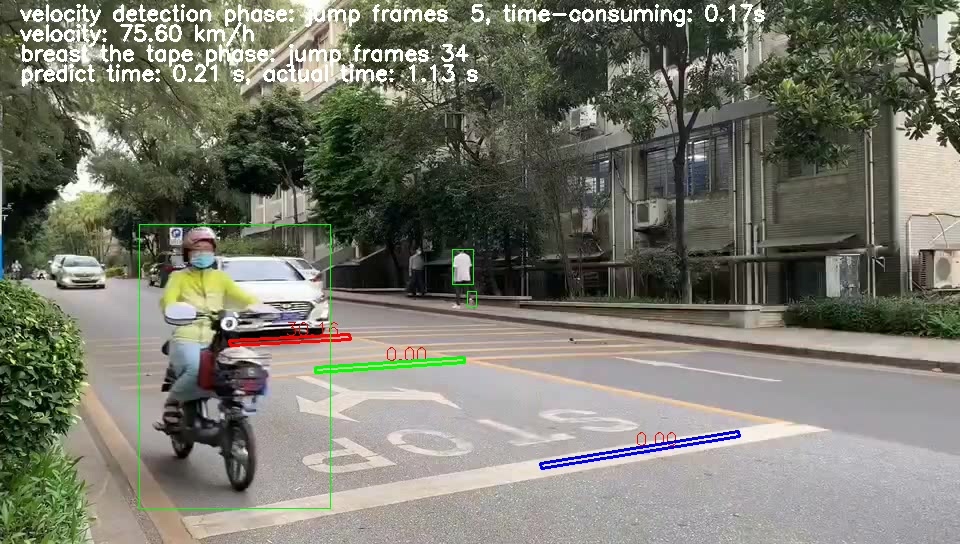 velocity detection phase: jump frames  5, time-consuming: 0.17s
velocity: 75.60 km/h
breast the tape phase: jump frames 34
predict time: 0.21 s, actual time: 1.13 s
0.00
0.00
STOP